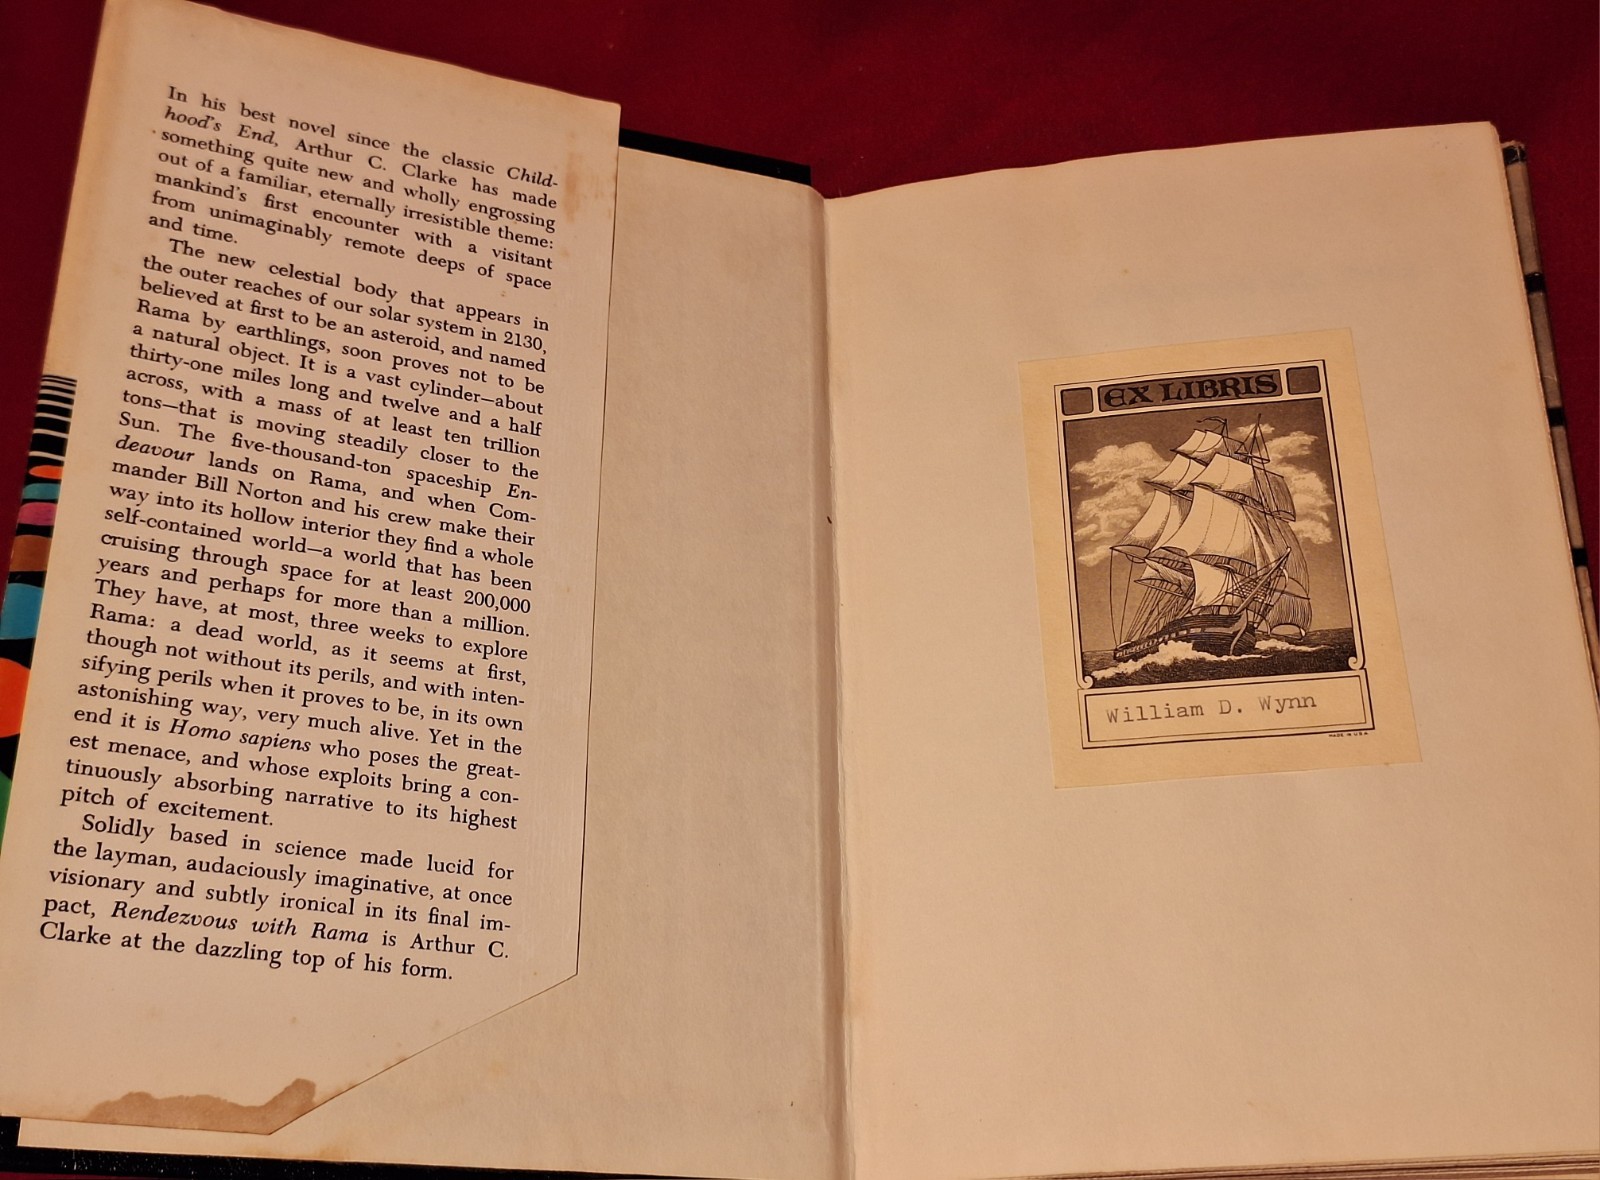 In his best novel since the classic Child-
hood's End, Arthur C. Clarke has made
something quite new and wholly engrossing
out of a familiar, eternally irresistible theme:
mankind's first encounter with a visitant
from unimaginably remote deeps of space
and time.
The new celestial body that appears in
the outer reaches of our solar system in 2130,
believed at first to be an asteroid, and named
Rama by earthlings, soon proves not to be
a natural object. It is a vast cylinder—about
thirty-one miles long and twelve and a half
across, with a mass of at least ten trillion
tons—that is moving steadily closer to the
Sun. The five-thousand-ton spaceship En-
deavour lands on Rama, and when Com-
mander Bill Norton and his crew make their
way into its hollow interior they find a whole
self-contained world—a world that has been
cruising through space for at least 200,000
years and perhaps for more than a million.
They have, at most, three weeks to explore
Rama: a dead world, as it seems at first,
though not without its perils, and with inten-
sifying perils when it proves to be, in its own
astonishing way, very much alive. Yet in the
end it is Homo sapiens who poses the great-
est menace, and whose exploits bring a con-
tinuously absorbing narrative to its highest
pitch of excitement.
Solidly based in science made lucid for
the layman, audaciously imaginative, at once
visionary and subtly ironical in its final im-
pact, Rendezvous with Rama is Arthur C.
Clarke at the dazzling top of his form.
EX LIBRIS
William D. Wynn
MADE IN U.S.A.